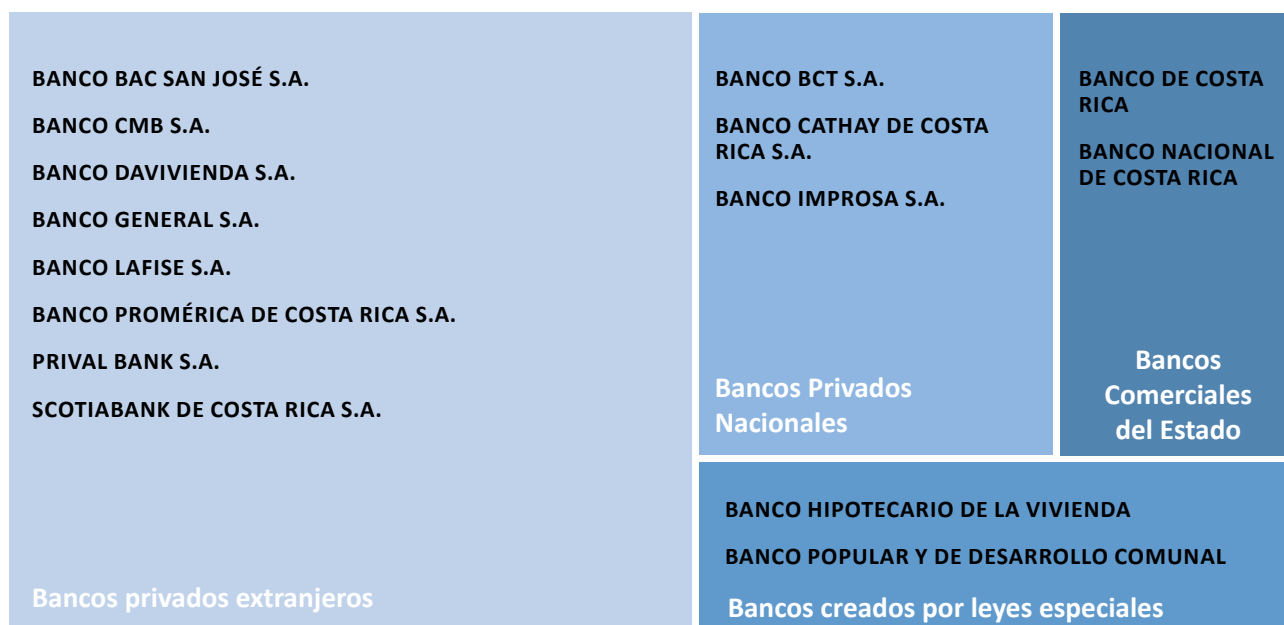 BANCO BAC SAN JOSÉ S.A.
BANCO CMB S.A.
BANCO DAVIVIENDA S.A.
BANCO GENERAL S.A.
BANCO LAFISE S.A.
BANCO PROMÉRICA DE COSTA RICA S.A.
PRIVAL BANK S.A.
SCOTIABANK DE COSTA RICA S.A.
Bancos privados extranjeros
BANCO BCT S.A.
BANCO CATHAY DE COSTA
RICA S.A.
BANCO IMPROSA S.A.
Bancos Privados
Nacionales
BANCO DE COSTA
RICA
BANCO NACIONAL
DE COSTA RICA
Bancos
Comerciales
del Estado
BANCO HIPOTECARIO DE LA VIVIENDA
BANCO POPULAR Y DE DESARROLLO COMUNAL
Bancos creados por leyes especiales